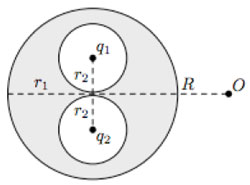 q₁
r₂
r₁ R O
r₂
q₂